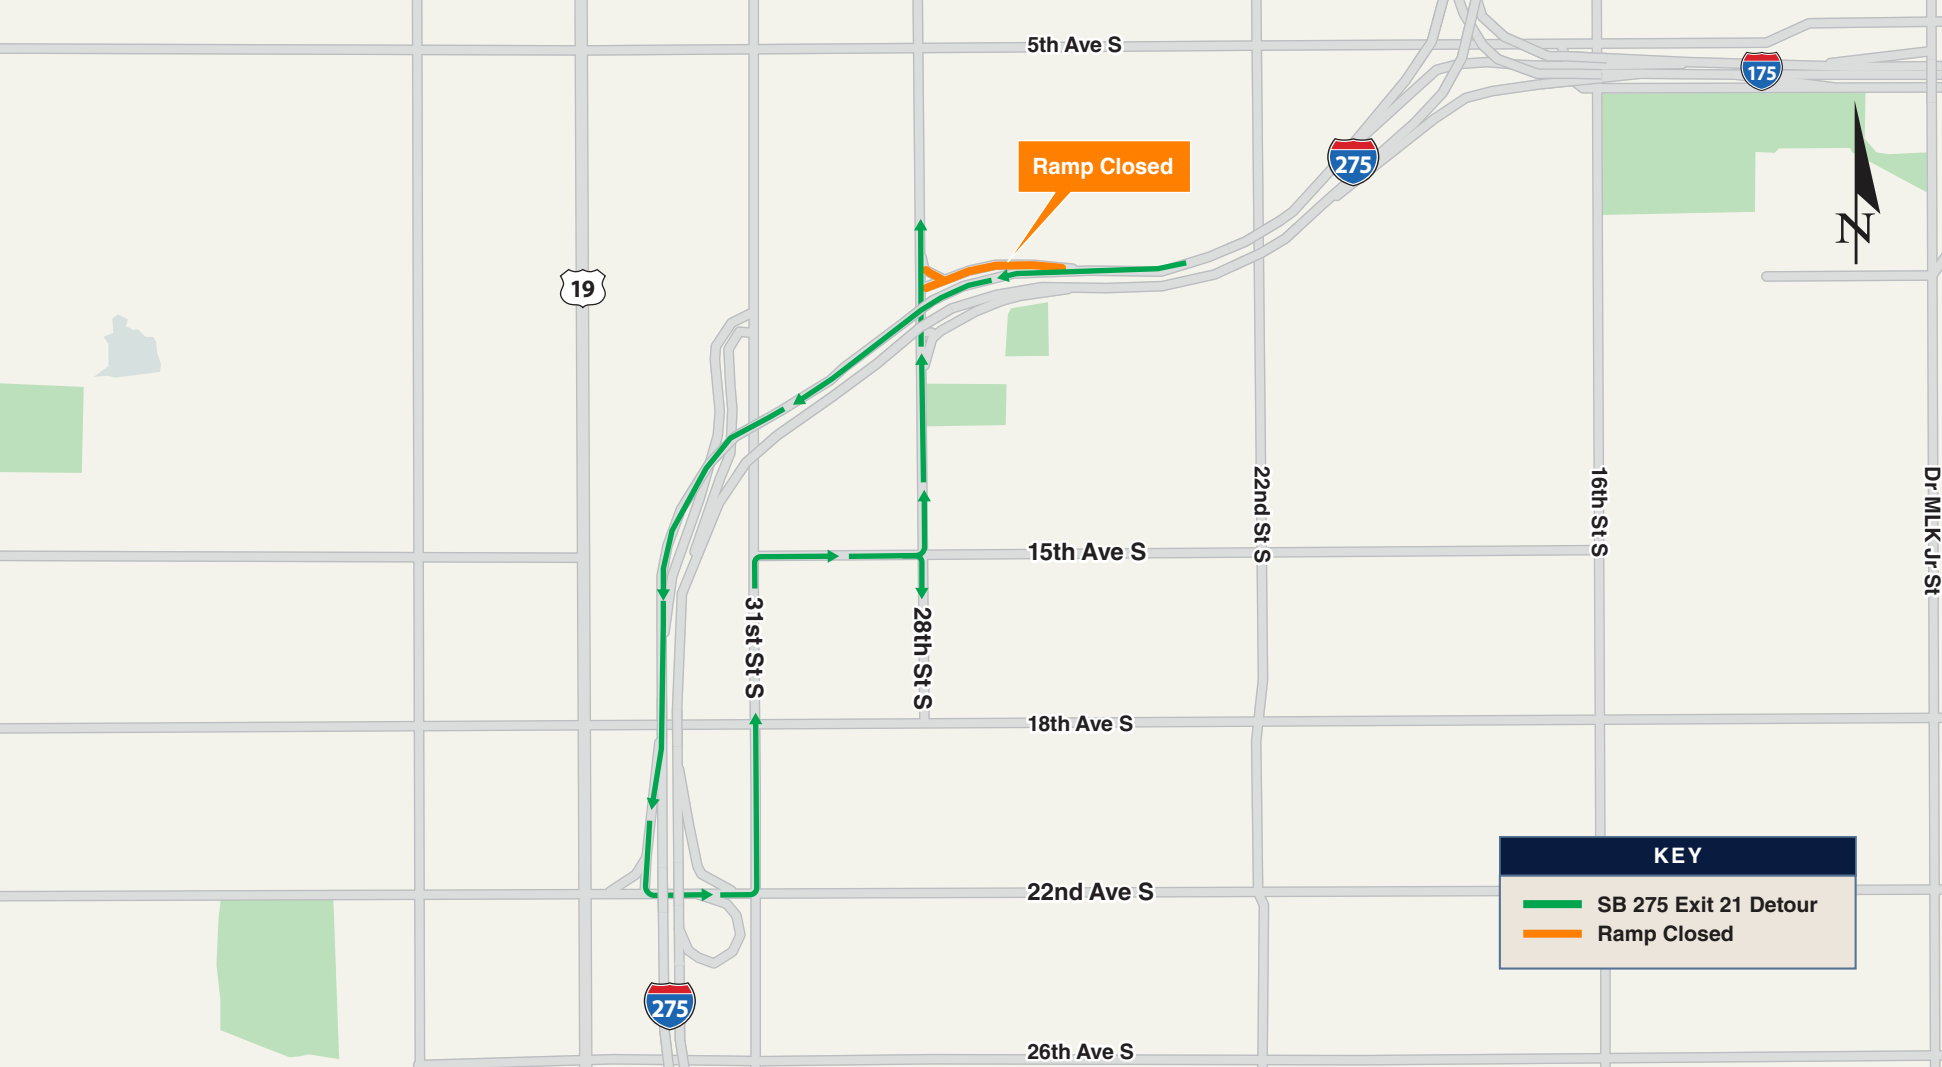 5th Ave S
175
275
Ramp Closed
N
19
22nd St S
16th St S
Dr MLK Jr St
15th Ave S
31st St S
28th St S
18th Ave S
22nd Ave S
KEY
SB 275 Exit 21 Detour
Ramp Closed
275
26th Ave S